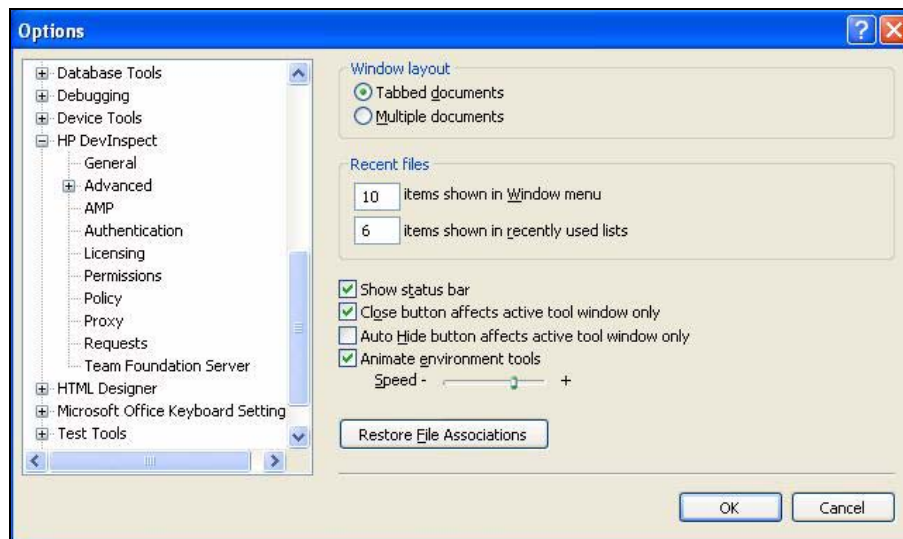 Options
Database Tools
Debugging
Device Tools
HP DevInspect
General
Advanced
AMP
Authentication
Licensing
Permissions
Policy
Proxy
Requests
Team Foundation Server
HTML Designer
Microsoft Office Keyboard Setting
Test Tools
Window layout
Tabbed documents
Multiple documents
Recent files
10 items shown in Window menu
6 items shown in recently used lists
Show status bar
Close button affects active tool window only
Auto Hide button affects active tool window only
Animate environment tools
Speed - +
Restore File Associations
OK Cancel